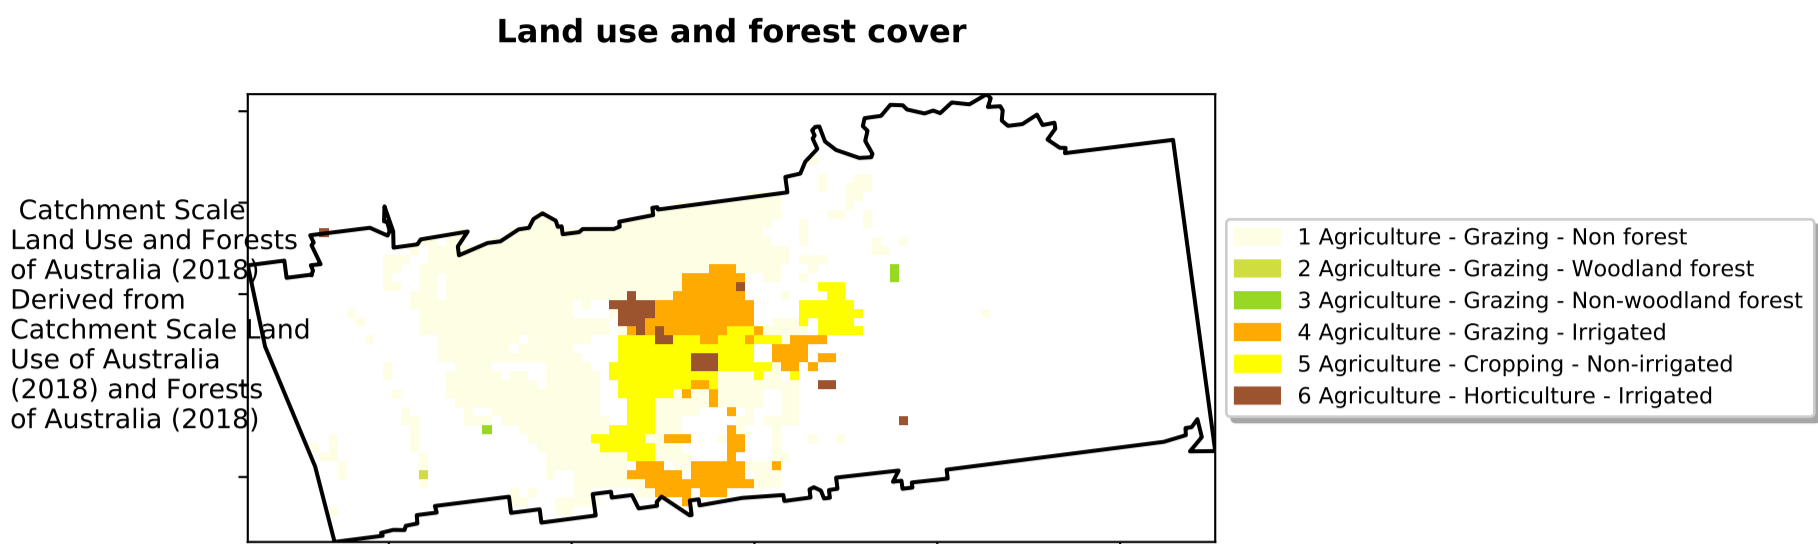 Land use and forest cover
Catchment Scale
Land Use and Forests
of Australia (2018)
Derived from
Catchment Scale Land
Use of Australia
(2018) and Forests
of Australia (2018)
1 Agriculture - Grazing - Non forest
2 Agriculture - Grazing - Woodland forest
3 Agriculture - Grazing - Non-woodland forest
4 Agriculture - Grazing - Irrigated
5 Agriculture - Cropping - Non-irrigated
6 Agriculture - Horticulture - Irrigated